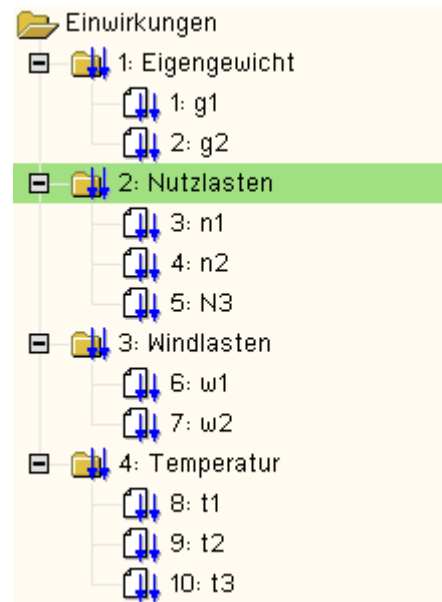 Einwirkungen
1: Eigengewicht
1: g1
2: g2
2: Nutzlasten
3: n1
4: n2
5: N3
3: Windlasten
6: w1
7: w2
4: Temperatur
8: t1
9: t2
10: t3